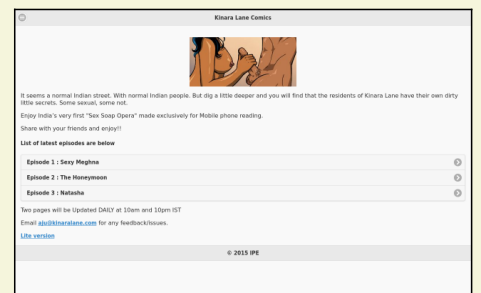 Kinara Lane Comics
It seems a normal Indian street. With normal Indian people. But dig a little deeper and you will find that the residents of Kinara Lane have their own dirty
little secrets. Some sexual, some not.
Enjoy India's very first "Sex Soap Opera" made exclusively for Mobile phone reading.
Share with your friends and enjoy!!
List of latest episodes are below
Episode 1 : Sexy Meghna
Episode 2 : The Honeymoon
Episode 3 : Natasha
Two pages will be Updated DAILY at 10am and 10pm IST
Email aju@kinaralane.com for any feedback/issues.
Lite version
© 2015 IPE